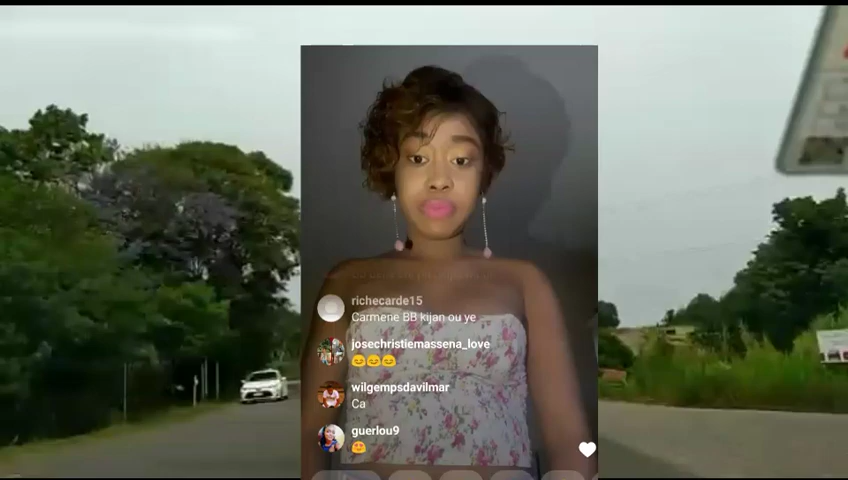 richecarde15
Carmene BB kijan ou ye
josechristiemassena_love
😊😊😊
wilgempsdavilmar
Ca
guerlou9
😊